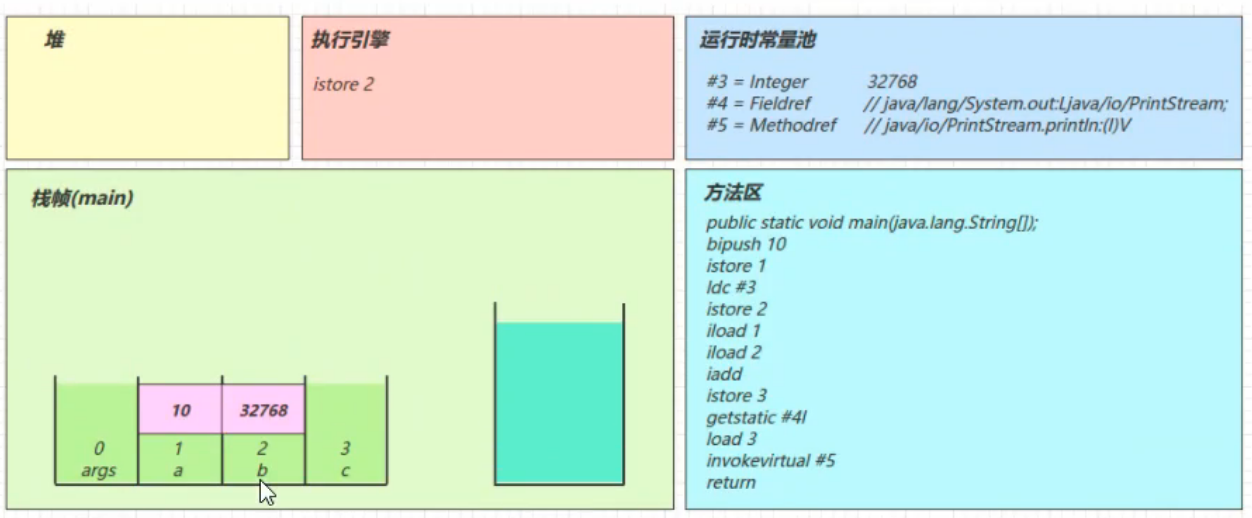 堆
执行引擎
istore 2
运行时常量池
#3 = Integer 32768
#4 = Fieldref // java/lang/System.out:Ljava/io/PrintStream;
#5 = Methodref // java/io/PrintStream.println:(I)V
栈帧(main)
10 32768
0 1 2 3
args a b c
方法区
public static void main(java.lang.String[]);
bipush 10
istore 1
ldc #3
istore 2
iload 1
iload 2
iadd
istore 3
getstatic #4l
load 3
invokevirtual #5
return